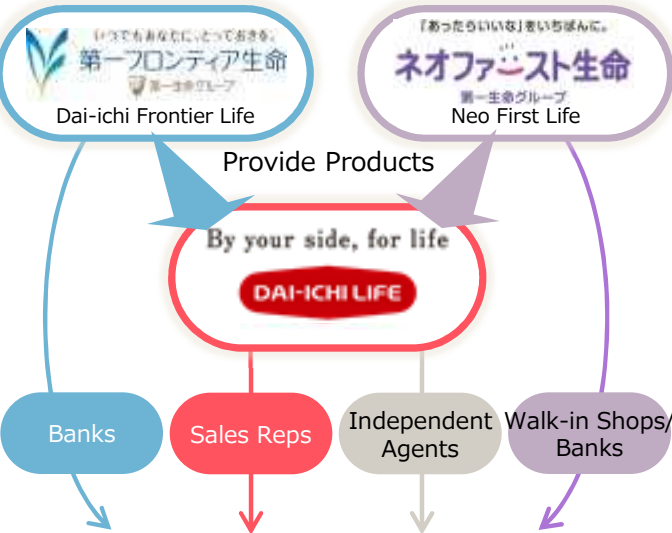 いつでもあなたに、とっておきを。
第一フロンティア生命
第一生命グループ
Dai-ichi Frontier Life
「あったらいいな」をいちばんに。
ネオファースト生命
第一生命グループ
Neo First Life
Provide Products
By your side, for life
DAI-ICHI LIFE
Banks
Sales Reps
Independent
Agents
Walk-in Shops/
Banks